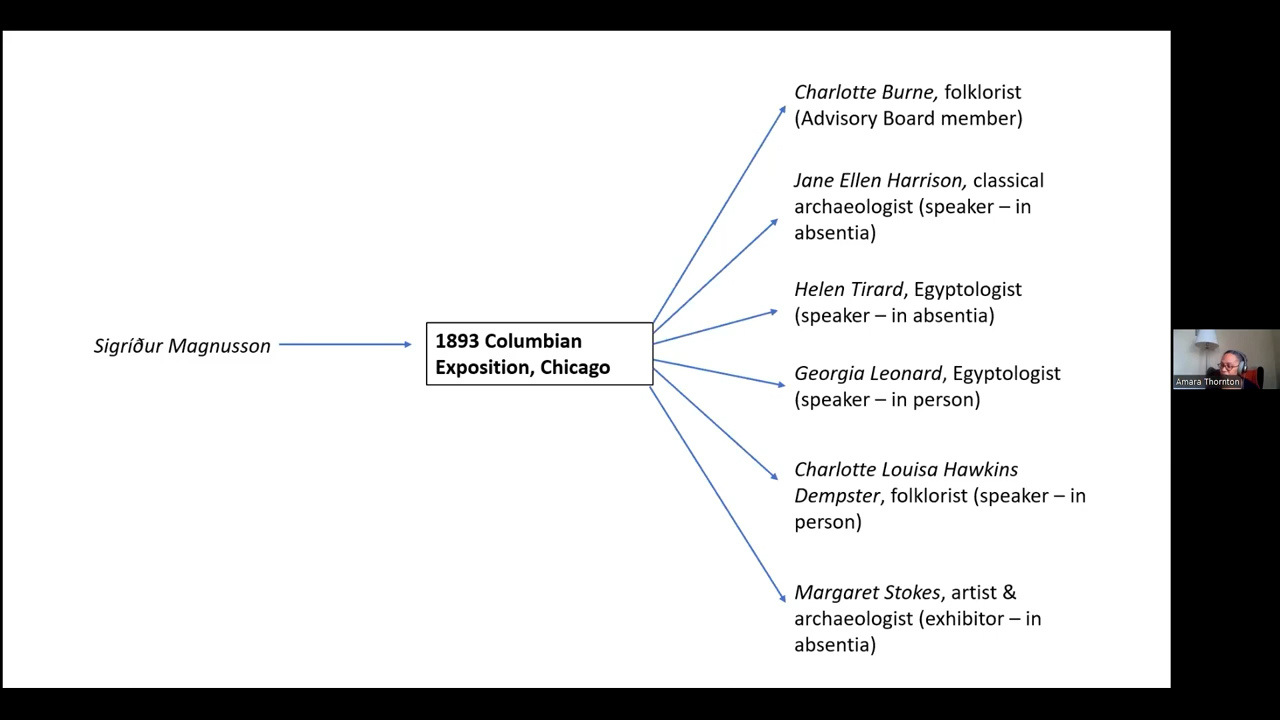 Charlotte Burne, folklorist
(Advisory Board member)
Jane Ellen Harrison, classical
archaeologist (speaker – in
absentia)
Helen Tirard, Egyptologist
(speaker – in absentia)
Sigríður Magnusson
1893 Columbian
Exposition, Chicago
Georgia Leonard, Egyptologist
(speaker – in person)
Charlotte Louisa Hawkins
Dempster, folklorist (speaker – in
person)
Margaret Stokes, artist &
archaeologist (exhibitor – in
absentia)
Amara Thornton